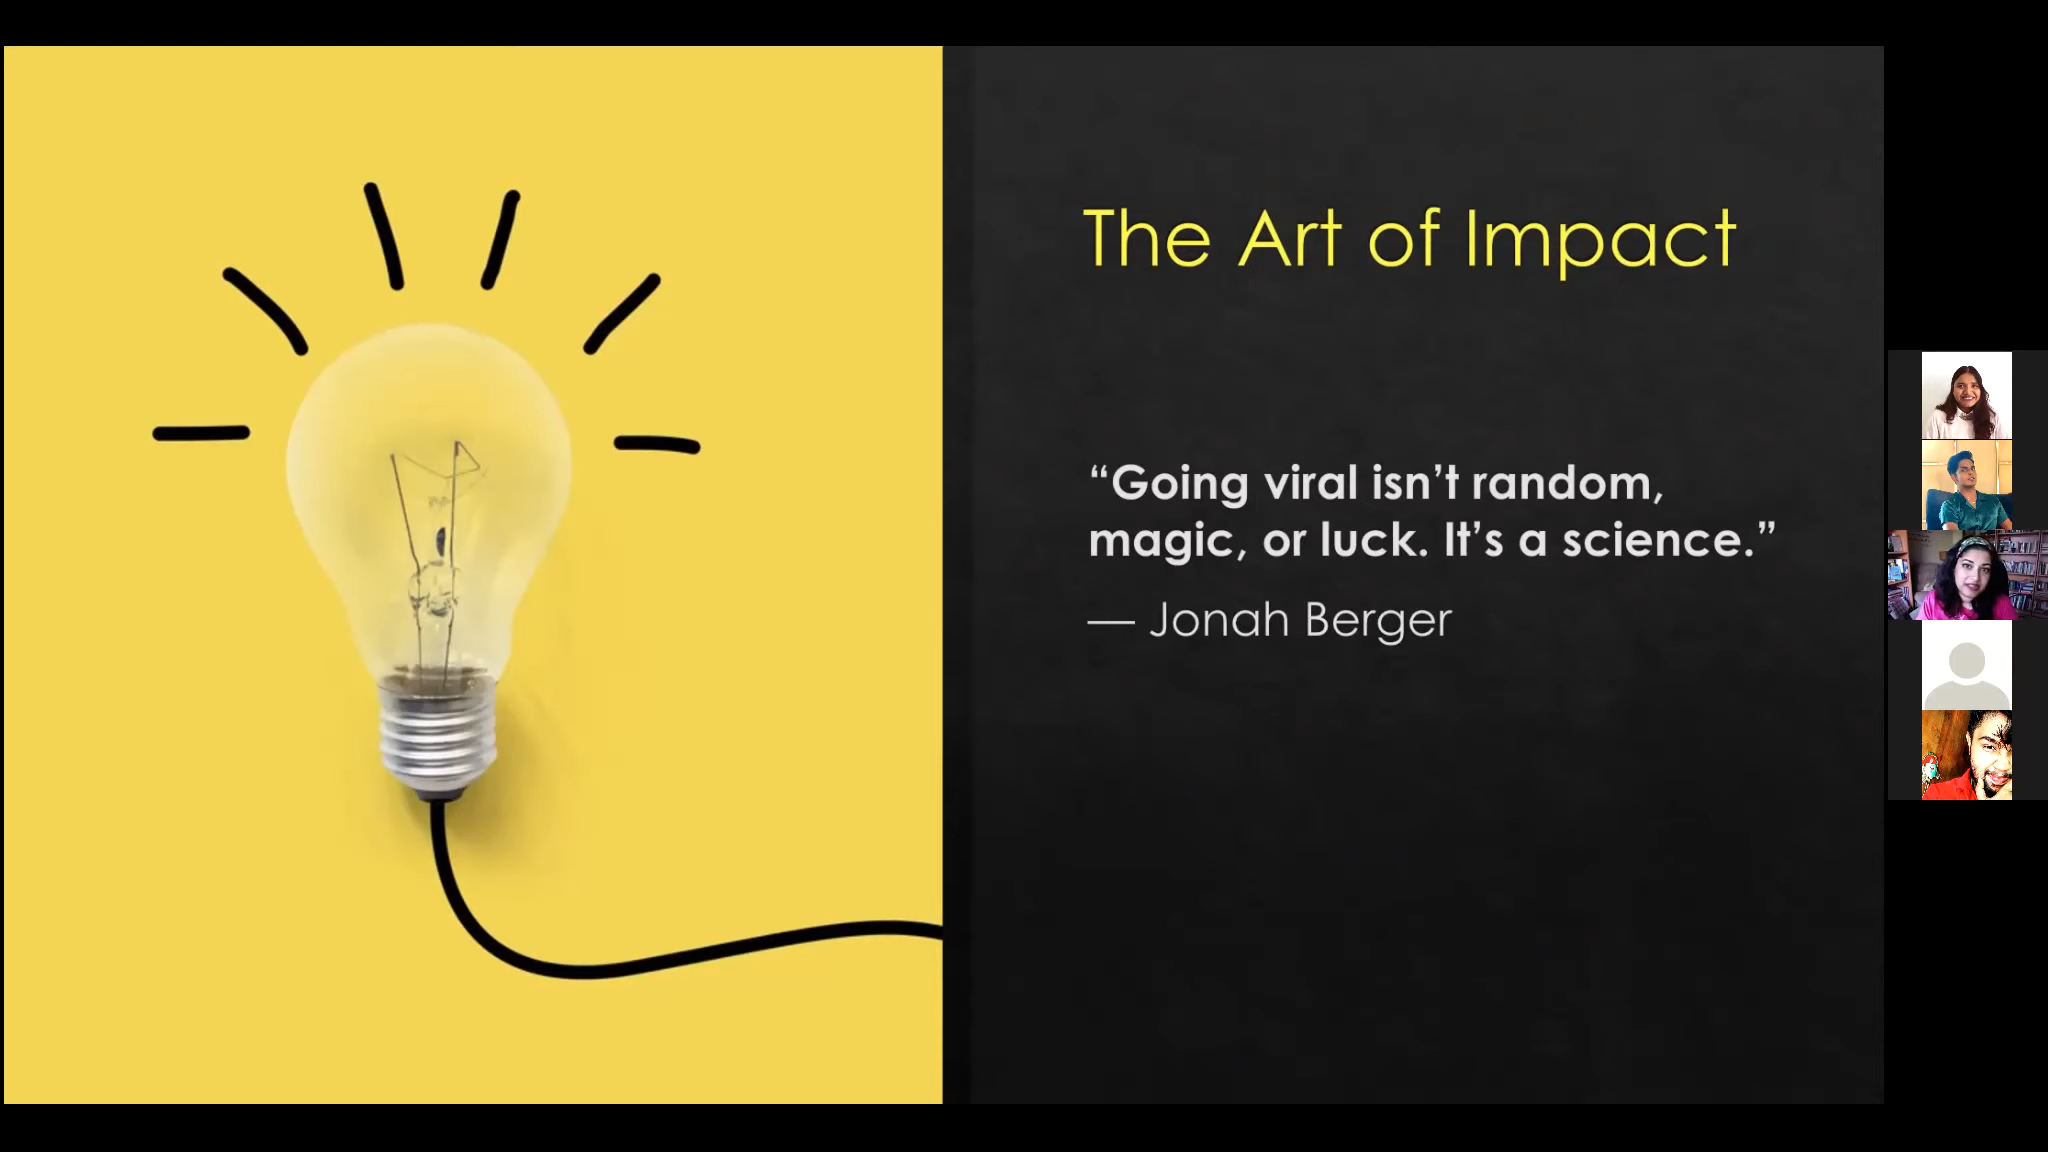 The Art of Impact
“Going viral isn’t random,
magic, or luck. It’s a science.”
— Jonah Berger